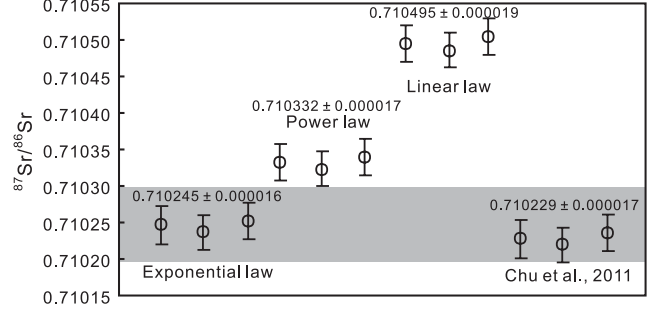 0.71055
0.71050
0.71045
0.71040
0.71035
0.71030
0.71025
0.71020
0.71015
87Sr/86Sr
0.710495 ± 0.000019
Linear law
0.710332 ± 0.000017
Power law
0.710245 ± 0.000016
Exponential law
0.710229 ± 0.000017
Chu et al., 2011